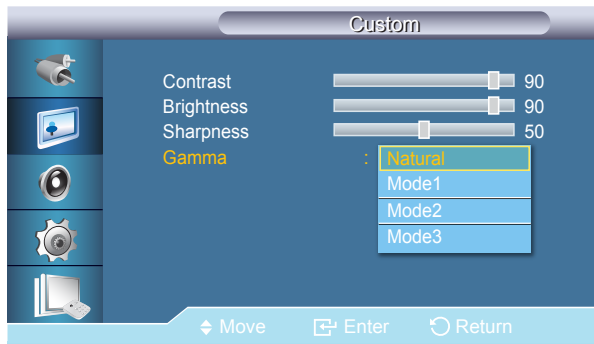 Custom
Contrast 90
Brightness 90
Sharpness 50
Gamma : Natural
Mode1
Mode2
Mode3
Move Enter Return